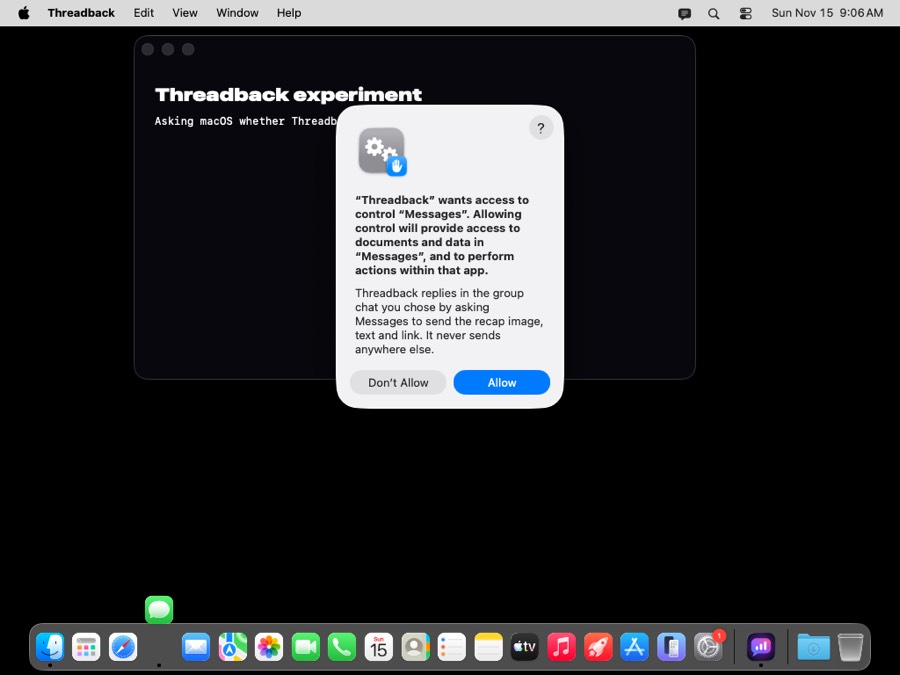 Threadback Edit View Window Help Sun Nov 15 9:06 AM
Threadback experiment
Asking macOS whether Threadb
?
“Threadback” wants access to
control “Messages”. Allowing
control will provide access to
documents and data in
“Messages”, and to perform
actions within that app.
Threadback replies in the group
chat you chose by asking
Messages to send the recap image,
text and link. It never sends
anywhere else.
Don’t Allow Allow
Sun
15
tv
1